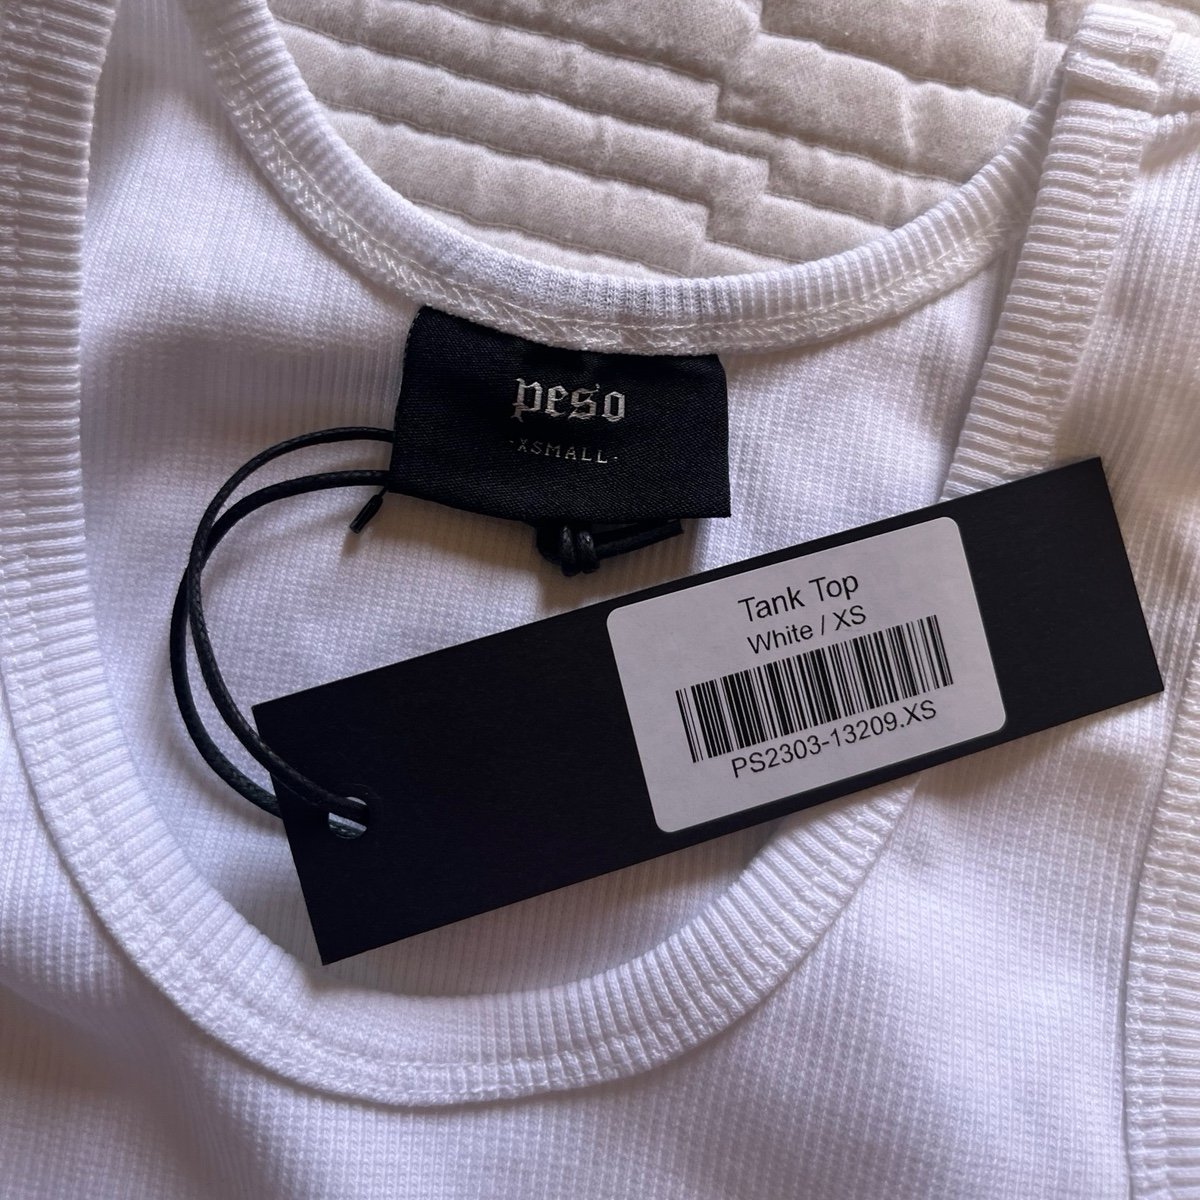 peso
·XSMALL·
Tank Top
White / XS
PS2303-13209.XS